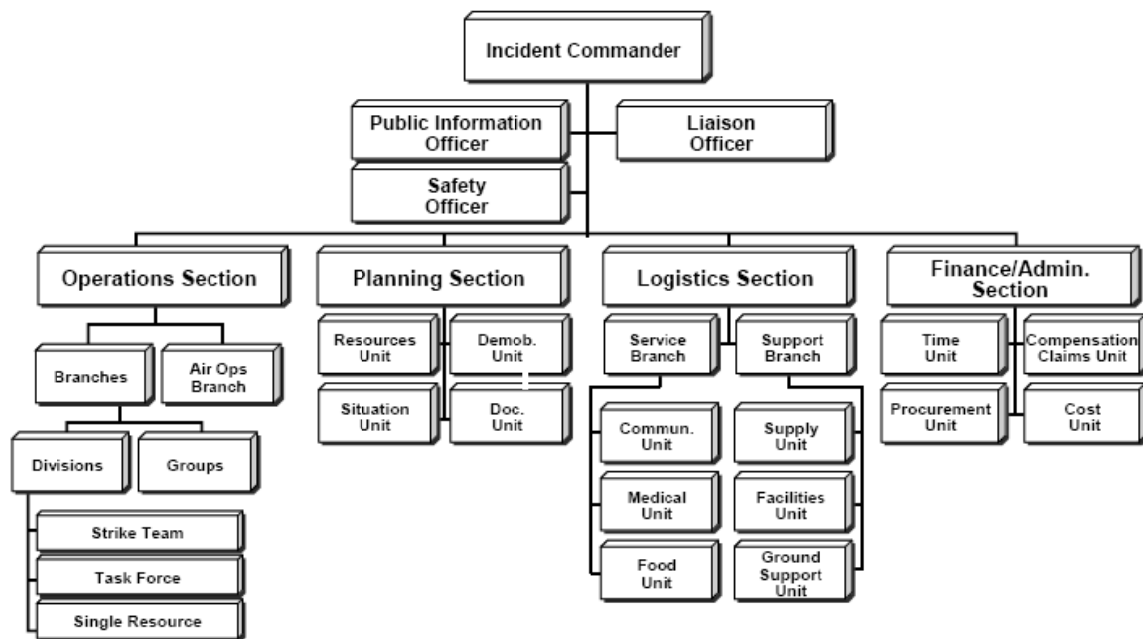 Incident Commander
Public Information
Officer
Liaison
Officer
Safety
Officer
Operations Section
Planning Section
Logistics Section
Finance/Admin.
Section
Branches
Air Ops
Branch
Divisions
Groups
Strike Team
Task Force
Single Resource
Resources
Unit
Demob.
Unit
Situation
Unit
Doc.
Unit
Service
Branch
Support
Branch
Commun.
Unit
Medical
Unit
Food
Unit
Supply
Unit
Facilities
Unit
Ground
Support
Unit
Time
Unit
Compensation
Claims Unit
Procurement
Unit
Cost
Unit